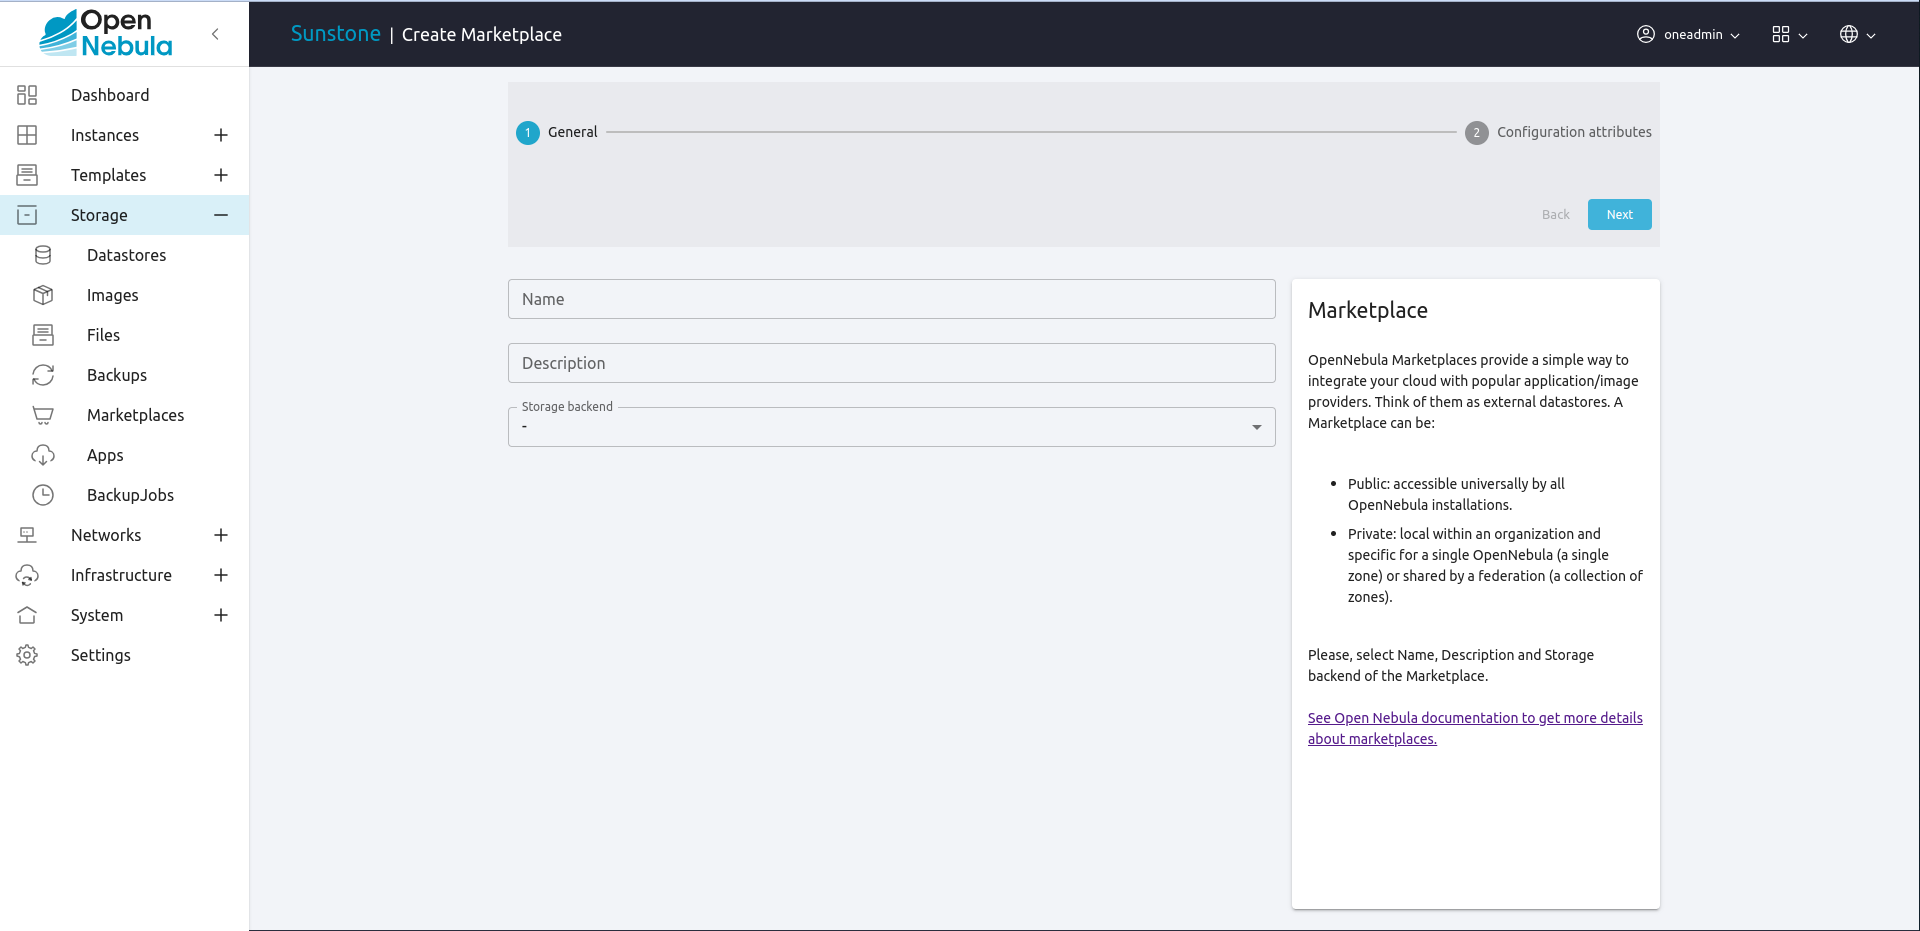 Open
Nebula
Sunstone | Create Marketplace
oneadmin
Dashboard
Instances
Templates
Storage
Datastores
Images
Files
Backups
Marketplaces
Apps
BackupJobs
Networks
Infrastructure
System
Settings
1 General
2 Configuration attributes
Back
Next
Name
Description
Storage backend
-
Marketplace
OpenNebula Marketplaces provide a simple way to
integrate your cloud with popular application/image
providers. Think of them as external datastores. A
Marketplace can be:
• Public: accessible universally by all
OpenNebula installations.
• Private: local within an organization and
specific for a single OpenNebula (a single
zone) or shared by a federation (a collection of
zones).
Please, select Name, Description and Storage
backend of the Marketplace.
See Open Nebula documentation to get more details
about marketplaces.